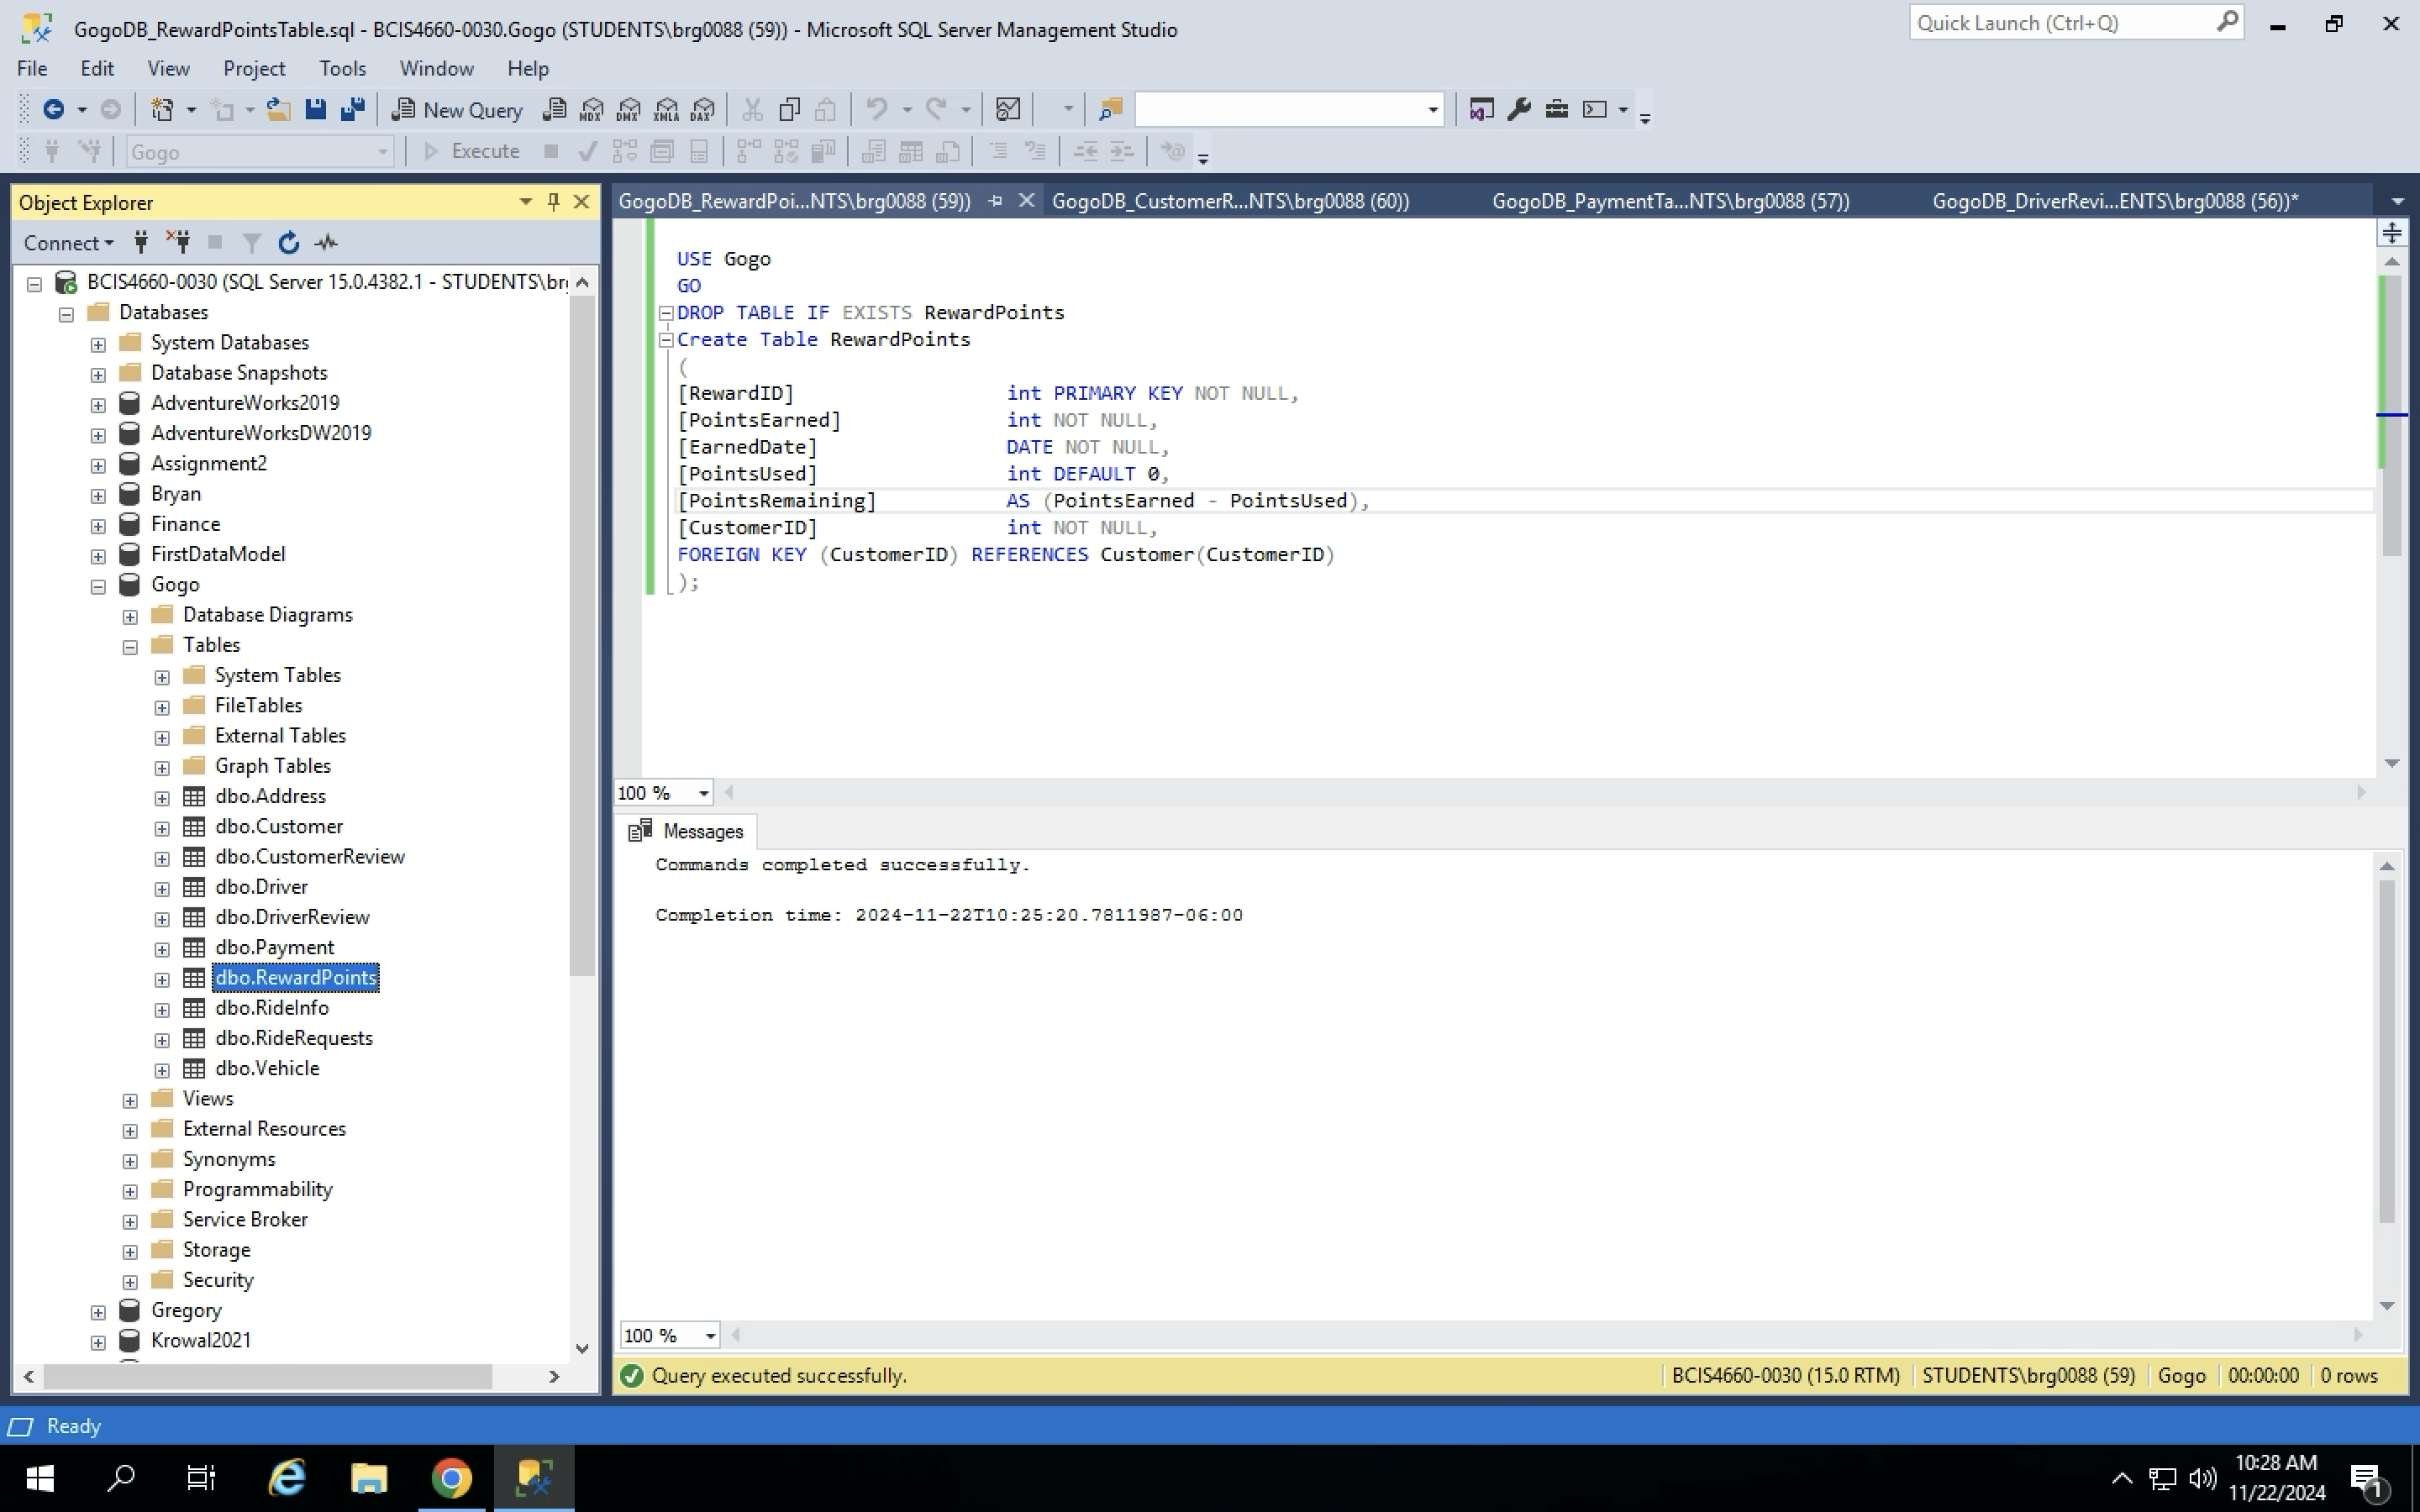 GogoDB_RewardPointsTable.sql - BCIS4660-0030.Gogo (STUDENTS\brg0088 (59)) - Microsoft SQL Server Management Studio
Quick Launch (Ctrl+Q)
File Edit View Project Tools Window Help
New Query MDX DMX XMLA DAX
Gogo Execute
Object Explorer
Connect
BCIS4660-0030 (SQL Server 15.0.4382.1 - STUDENTS\br
Databases
System Databases
Database Snapshots
AdventureWorks2019
AdventureWorksDW2019
Assignment2
Bryan
Finance
FirstDataModel
Gogo
Database Diagrams
Tables
System Tables
FileTables
External Tables
Graph Tables
dbo.Address
dbo.Customer
dbo.CustomerReview
dbo.Driver
dbo.DriverReview
dbo.Payment
dbo.RewardPoints
dbo.RideInfo
dbo.RideRequests
dbo.Vehicle
Views
External Resources
Synonyms
Programmability
Service Broker
Storage
Security
Gregory
Krowal2021
GogoDB_RewardPoi...NTS\brg0088 (59)) GogoDB_CustomerR...NTS\brg0088 (60)) GogoDB_PaymentTa...NTS\brg0088 (57)) GogoDB_DriverRevi...ENTS\brg0088 (56))*
USE Gogo
GO
DROP TABLE IF EXISTS RewardPoints
Create Table RewardPoints
(
[RewardID] int PRIMARY KEY NOT NULL,
[PointsEarned] int NOT NULL,
[EarnedDate] DATE NOT NULL,
[PointsUsed] int DEFAULT 0,
[PointsRemaining] AS (PointsEarned - PointsUsed),
[CustomerID] int NOT NULL,
FOREIGN KEY (CustomerID) REFERENCES Customer(CustomerID)
);
100 %
Messages
Commands completed successfully.
Completion time: 2024-11-22T10:25:20.7811987-06:00
100 %
Query executed successfully. BCIS4660-0030 (15.0 RTM) STUDENTS\brg0088 (59) Gogo 00:00:00 0 rows
Ready
10:28 AM
11/22/2024
1